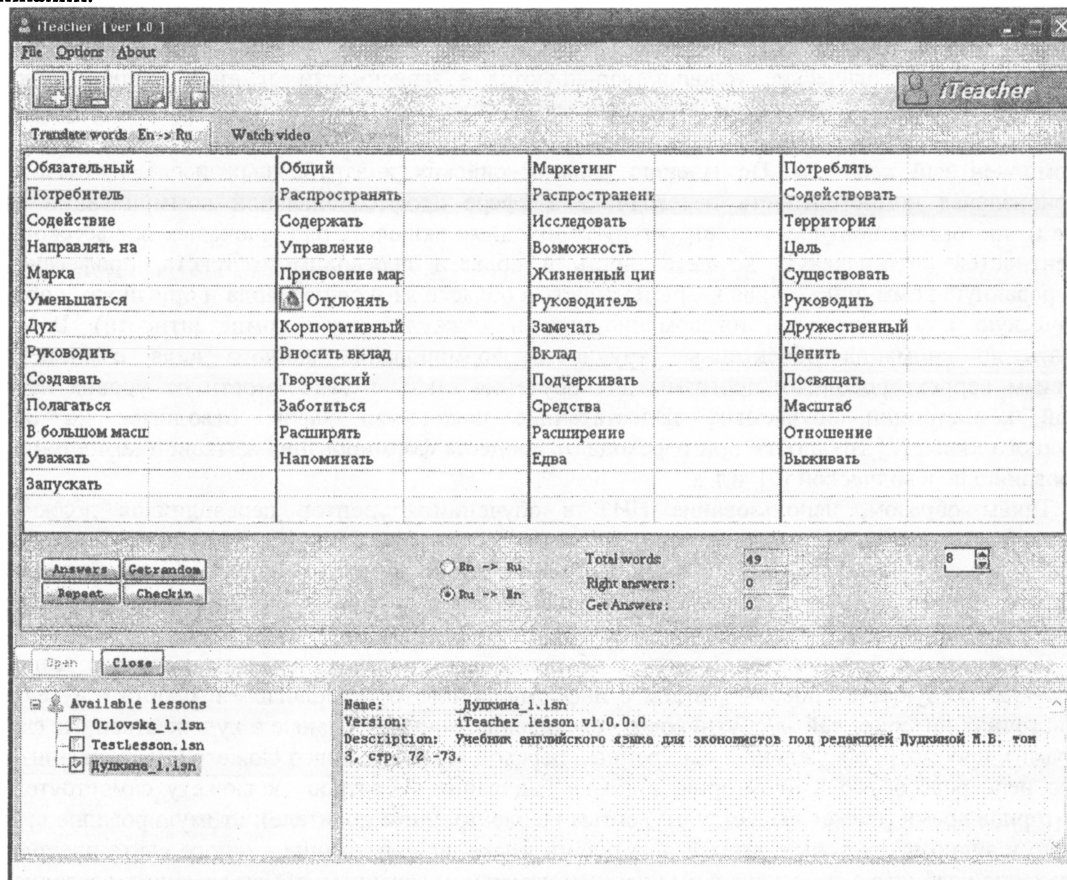 iTeacher [ ver 1.0 ]
File Options About
iTeacher
Translate words En -> Ru Watch video
Обязательный Общий Маркетинг Потреблять
Потребитель Распространять Распространени Содействовать
Содействие Содержать Исследовать Территория
Направлять на Управление Возможность Цель
Марка Присвоение мар Жизненный ци Существовать
Уменьшаться Отклонять Руководитель Руководить
Дух Корпоративный Замечать Дружественный
Руководить Вносить вклад Вклад Ценить
Создавать Творческий Подчеркивать Посвящать
Полагаться Заботиться Средства Масштаб
В большом масш Расширять Расширение Отношение
Уважать Напоминать Едва Выживать
Запускать
Answers Getrandom En -> Ru Total words 49 8
Repeat Checkin Ru -> En Right answers: 0
Get Answers: 0
Open Close
Available lessons
Orlovska_1.lsn
TestLesson.lsn
Дудкина_1.lsn
Name: _Дудкина_1.lsn
Version: iTeacher lesson v1.0.0.0
Description: Учебник английского языка для экономистов под редакцией Дудкиной Н.В. том
3, стр. 72 -73.